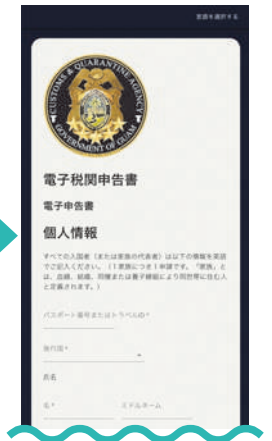 言語を選択する
CUSTOMS & QUARANTINE AGENCY
GOVERNMENT OF GUAM
電子税関申告書
電子申告書
個人情報
すべての入国者（または家族の代表者）は以下の情報を英語
でご記入ください。（1家族につき1申請です。「家族」と
は、血縁、結婚、同棲または養子縁組により同世帯に住む人
と定義されます。）
パスポート番号またはトラベルID*
発行国*
氏名
名*
ミドルネーム